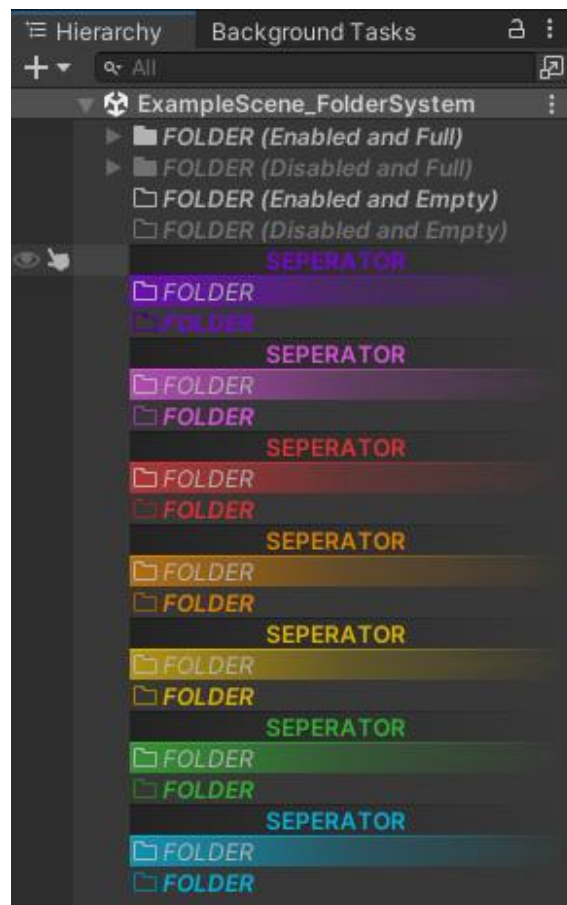 Hierarchy Background Tasks
All
ExampleScene_FolderSystem
FOLDER (Enabled and Full)
FOLDER (Disabled and Full)
FOLDER (Enabled and Empty)
FOLDER (Disabled and Empty)
SEPERATOR
FOLDER
FOLDER
SEPERATOR
FOLDER
FOLDER
SEPERATOR
FOLDER
FOLDER
SEPERATOR
FOLDER
FOLDER
SEPERATOR
FOLDER
FOLDER
SEPERATOR
FOLDER
FOLDER
SEPERATOR
FOLDER
FOLDER